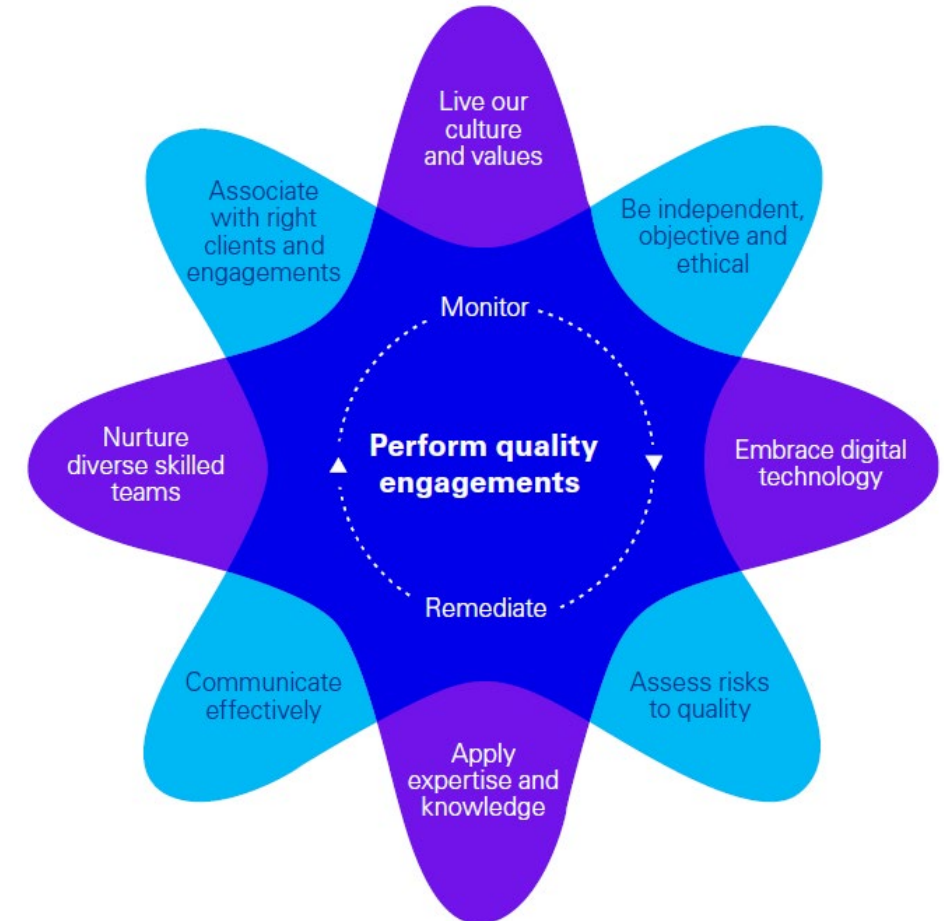 Live our
culture
and values
Associate
with right
clients and
engagements
Be independent,
objective and
ethical
Monitor
Nurture
diverse skilled
teams
Perform quality
engagements
Embrace digital
technology
Remediate
Communicate
effectively
Assess risks
to quality
Apply
expertise and
knowledge